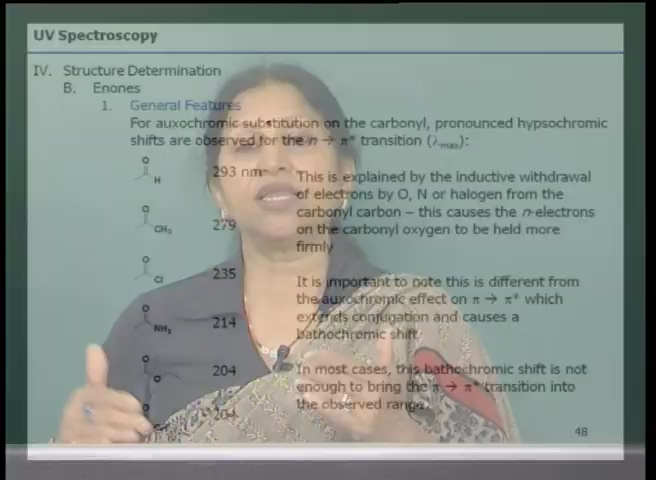 UV Spectroscopy
IV. Structure Determination
B. Enones
1. General Features
For auxochromic substitution on the carbonyl, pronounced hypsochromic
shifts are observed for the n → π* transition (λmax):
O
H
293 nm
This is explained by the inductive withdrawal
of electrons by O, N or halogen from the
carbonyl carbon – this causes the n-electrons
on the carbonyl oxygen to be held more
firmly
O
CH3
279
O
Cl
235
It is important to note this is different from
the auxochromic effect on π → π* which
extends conjugation and causes a
bathochromic shift
O
NH2
214
O
O
204
In most cases, this bathochromic shift is not
enough to bring the π → π* transition into
the observed range
O
204
48